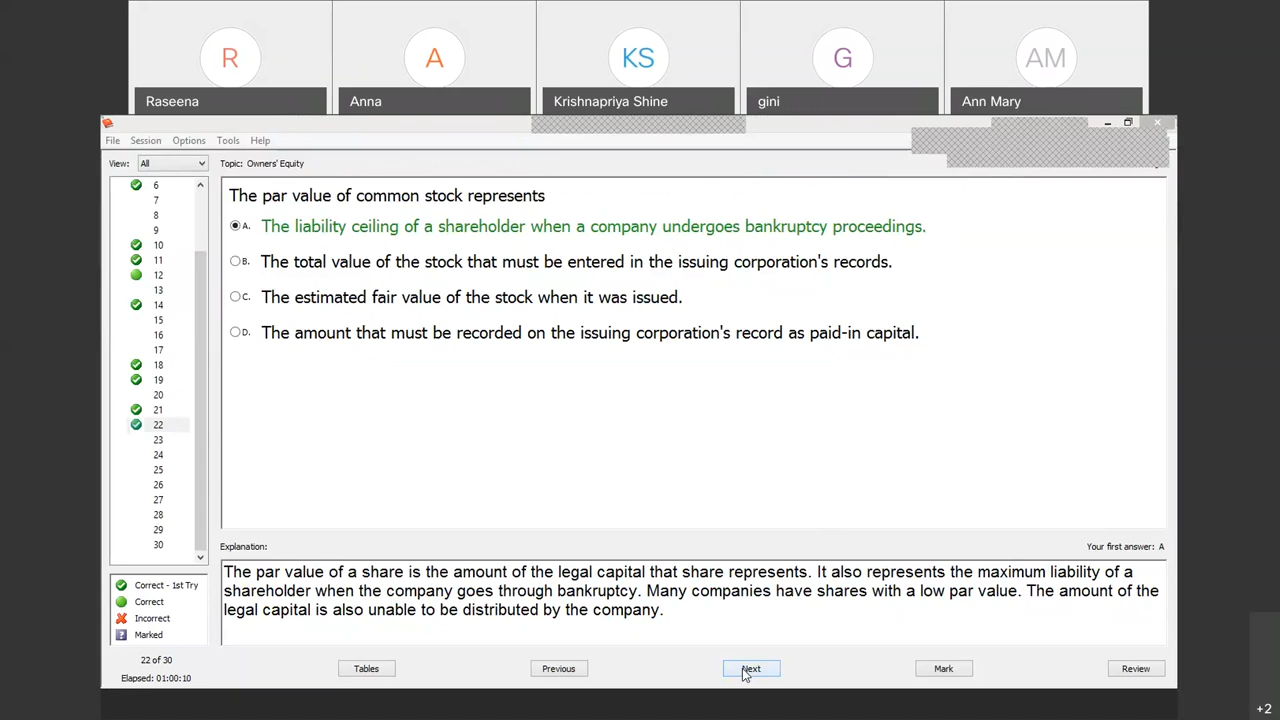 R
A
KS
G
AM
Raseena
Anna
Krishnapriya Shine
gini
Ann Mary
File Session Options Tools Help
View: All
Topic: Owners' Equity
6
7
8
9
10
11
12
13
14
15
16
17
18
19
20
21
22
23
24
25
26
27
28
29
30
The par value of common stock represents
A. The liability ceiling of a shareholder when a company undergoes bankruptcy proceedings.
B. The total value of the stock that must be entered in the issuing corporation's records.
C. The estimated fair value of the stock when it was issued.
D. The amount that must be recorded on the issuing corporation's record as paid-in capital.
Explanation:
Your first answer: A
The par value of a share is the amount of the legal capital that share represents. It also represents the maximum liability of a
shareholder when the company goes through bankruptcy. Many companies have shares with a low par value. The amount of the
legal capital is also unable to be distributed by the company.
Correct - 1st Try
Correct
Incorrect
? Marked
22 of 30
Elapsed: 01:00:10
Tables
Previous
Next
Mark
Review
+2